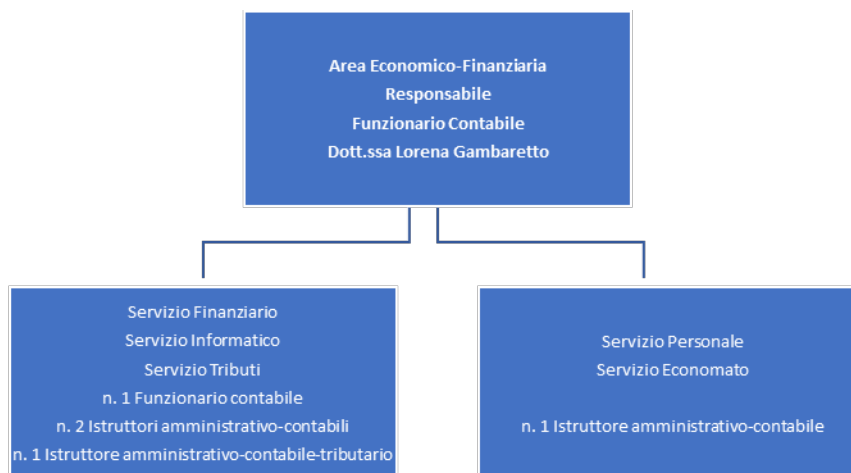 Area Economico-Finanziaria
Responsabile
Funzionario Contabile
Dott.ssa Lorena Gambaretto
Servizio Finanziario
Servizio Informatico
Servizio Tributi
n. 1 Funzionario contabile
n. 2 Istruttori amministrativo-contabili
n. 1 Istruttore amministrativo-contabile-tributario
Servizio Personale
Servizio Economato
n. 1 Istruttore amministrativo-contabile